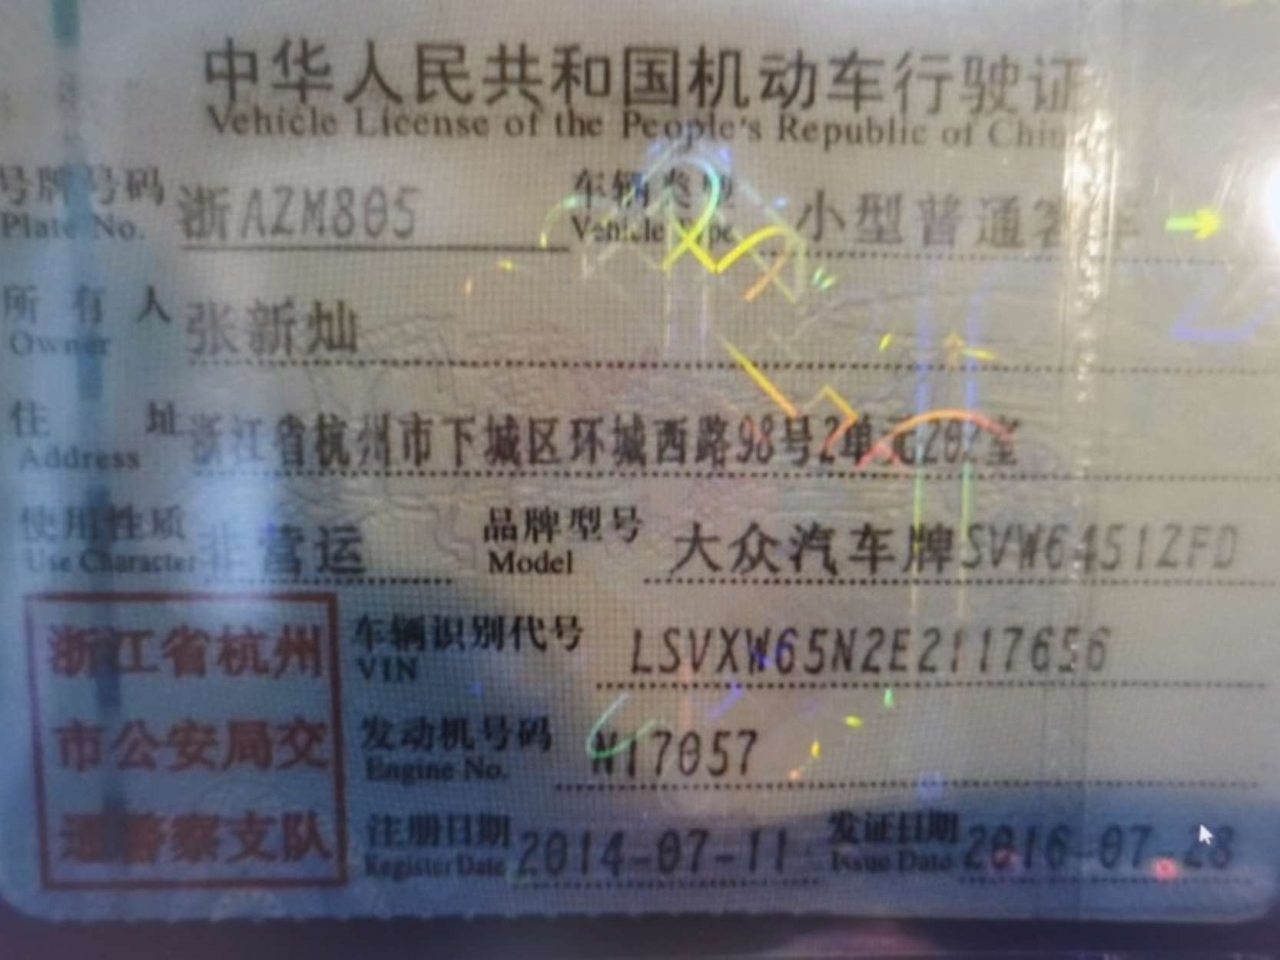 中华人民共和国机动车行驶证
Vehicle License of the People's Republic of China
号牌号码 浙AZM805 车辆类型 小型普通客车
Plate No. Vehicle Type
所有人 张新灿
Owner
住址 浙江省杭州市下城区环城西路98号2单元202室
Address
使用性质 非营运 品牌型号 大众汽车牌SVW6451ZFD
Use Character Model
浙江省杭州
市公安局交
通警察支队
车辆识别代号 LSVXW65N2E2117656
VIN
发动机号码 N17057
Engine No.
注册日期 2014-07-11 发证日期 2016-07-28
Register Date Issue Date